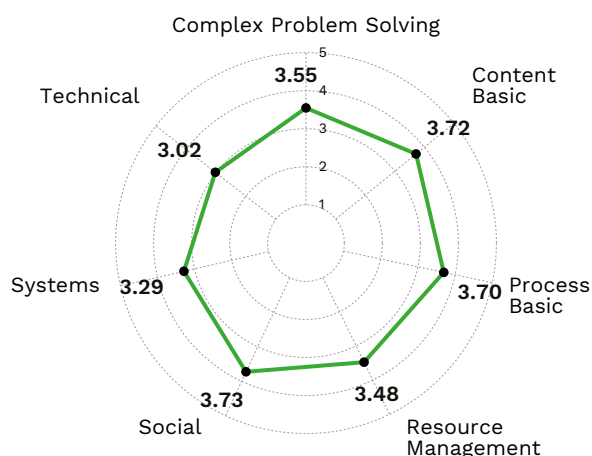 Complex Problem Solving
5
3.55
4
Content
Basic
Technical
3
3.72
3.02
2
1
Systems
3.29
3.70
Process
Basic
3.73
3.48
Social
Resource
Management